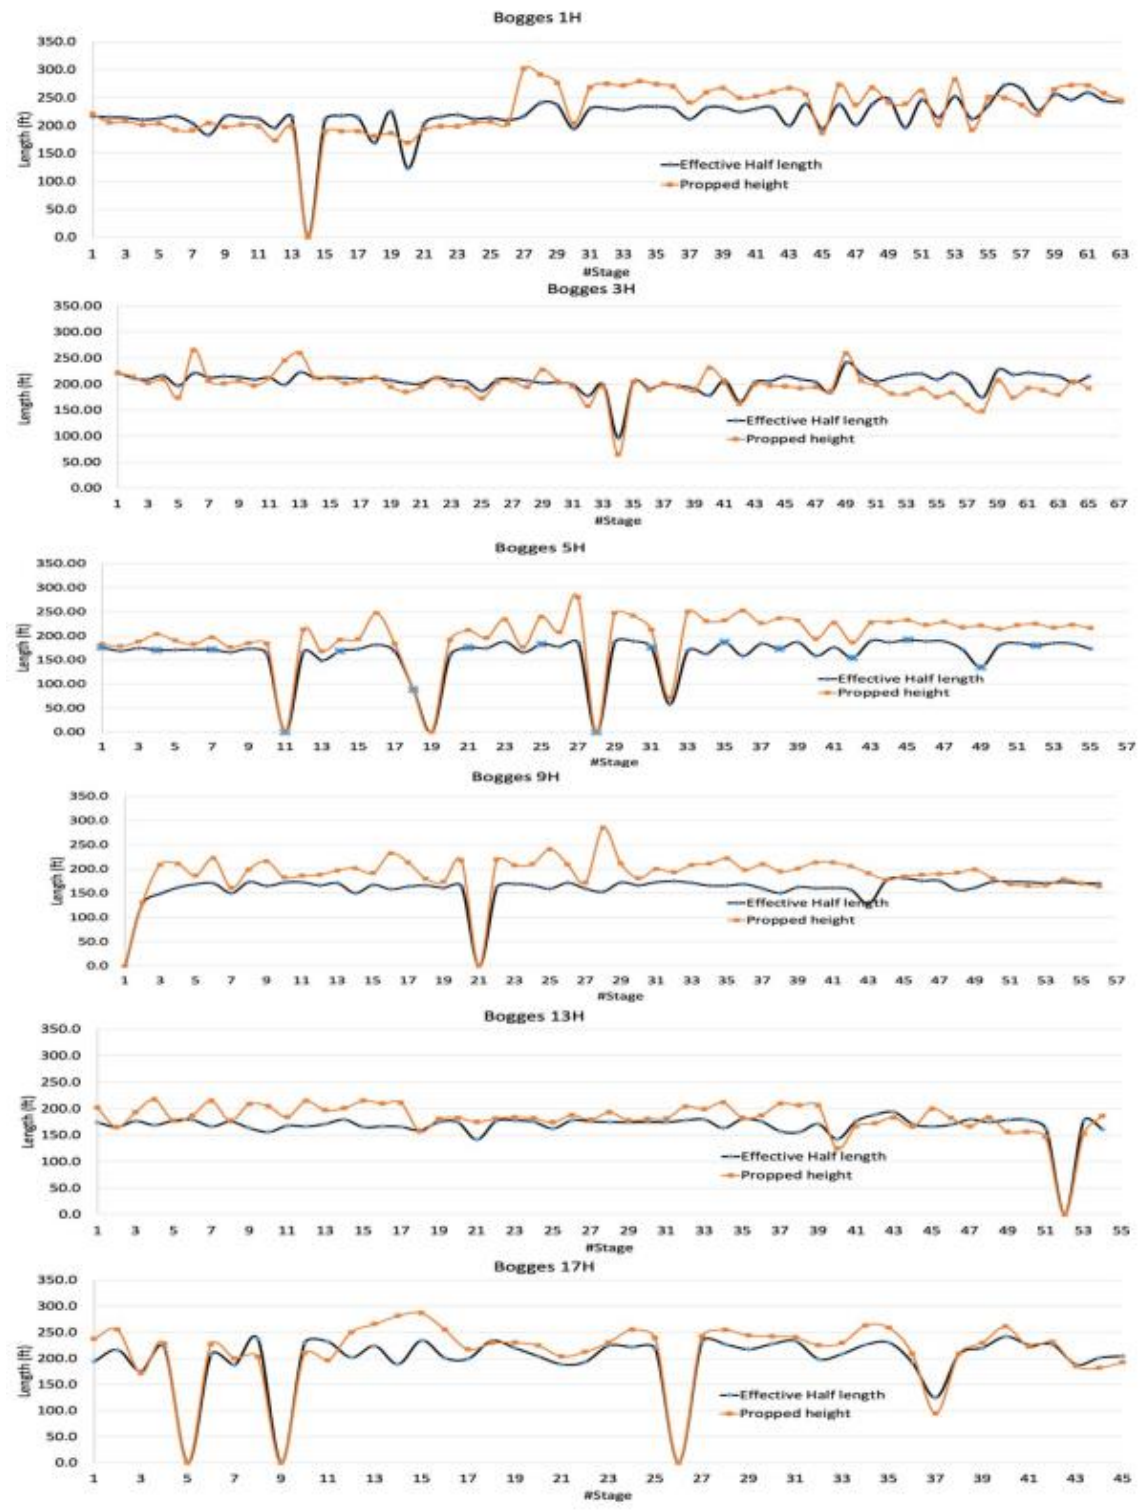 Bogges 1H
350.0
300.0
250.0
200.0
150.0
100.0
50.0
0.0
Length (ft)
Effective Half length
Propped height
1 3 5 7 9 11 13 15 17 19 21 23 25 27 29 31 33 35 37 39 41 43 45 47 49 51 53 55 57 59 61 63
#Stage
Bogges 3H
350.00
300.00
250.00
200.00
150.00
100.00
50.00
0.00
Length (ft)
Effective Half length
Propped height
1 3 5 7 9 11 13 15 17 19 21 23 25 27 29 31 33 35 37 39 41 43 45 47 49 51 53 55 57 59 61 63 65 67
#Stage
Bogges 5H
350.00
300.00
250.00
200.00
150.00
100.00
50.00
0.00
Length (ft)
Effective Half length
Propped height
1 3 5 7 9 11 13 15 17 19 21 23 25 27 29 31 33 35 37 39 41 43 45 47 49 51 53 55 57
#Stage
Bogges 9H
350.0
300.0
250.0
200.0
150.0
100.0
50.0
0.0
Length (ft)
Effective Half length
Propped height
1 3 5 7 9 11 13 15 17 19 21 23 25 27 29 31 33 35 37 39 41 43 45 47 49 51 53 55 57
#Stage
Bogges 13H
350.0
300.0
250.0
200.0
150.0
100.0
50.0
0.0
Length (ft)
Effective Half length
Propped height
1 3 5 7 9 11 13 15 17 19 21 23 25 27 29 31 33 35 37 39 41 43 45 47 49 51 53 55
#Stage
Bogges 17H
350.0
300.0
250.0
200.0
150.0
100.0
50.0
0.0
Length (ft)
Effective Half length
Propped height
1 3 5 7 9 11 13 15 17 19 21 23 25 27 29 31 33 35 37 39 41 43 45
#Stage